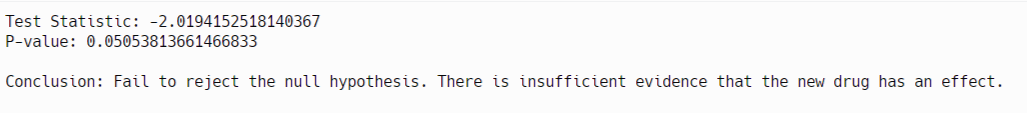 Test Statistic: -2.0194152518140367
P-value: 0.05053813661466833
Conclusion: Fail to reject the null hypothesis. There is insufficient evidence that the new drug has an effect.